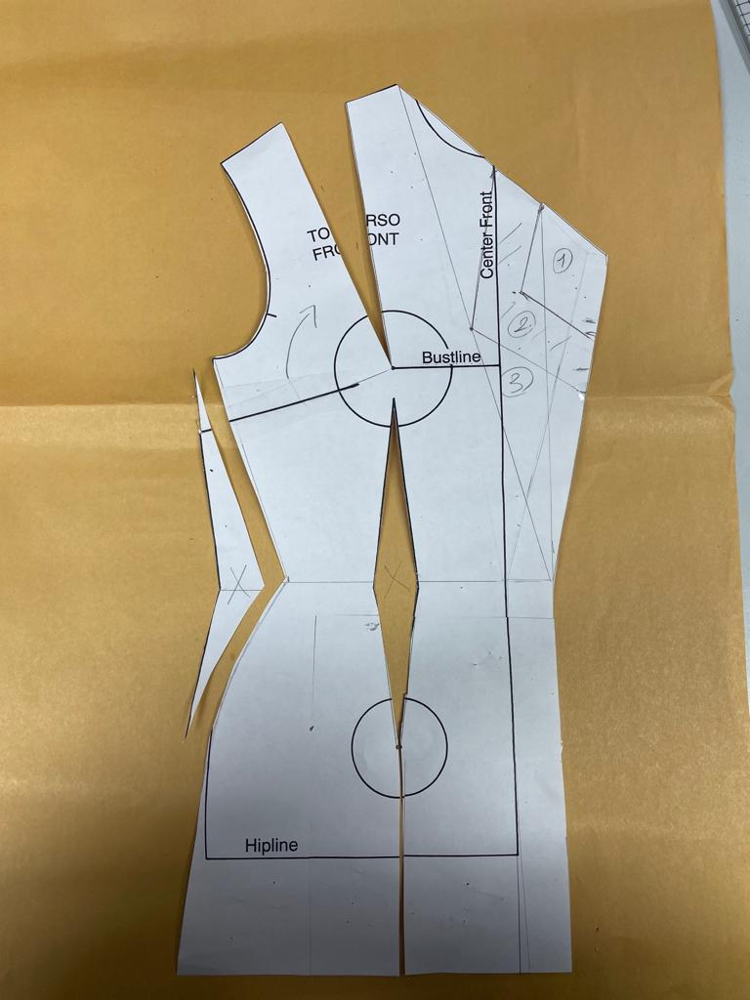 TO RSO
FRO ONT
Center Front
1
2
Bustline
3
X
X
Hipline